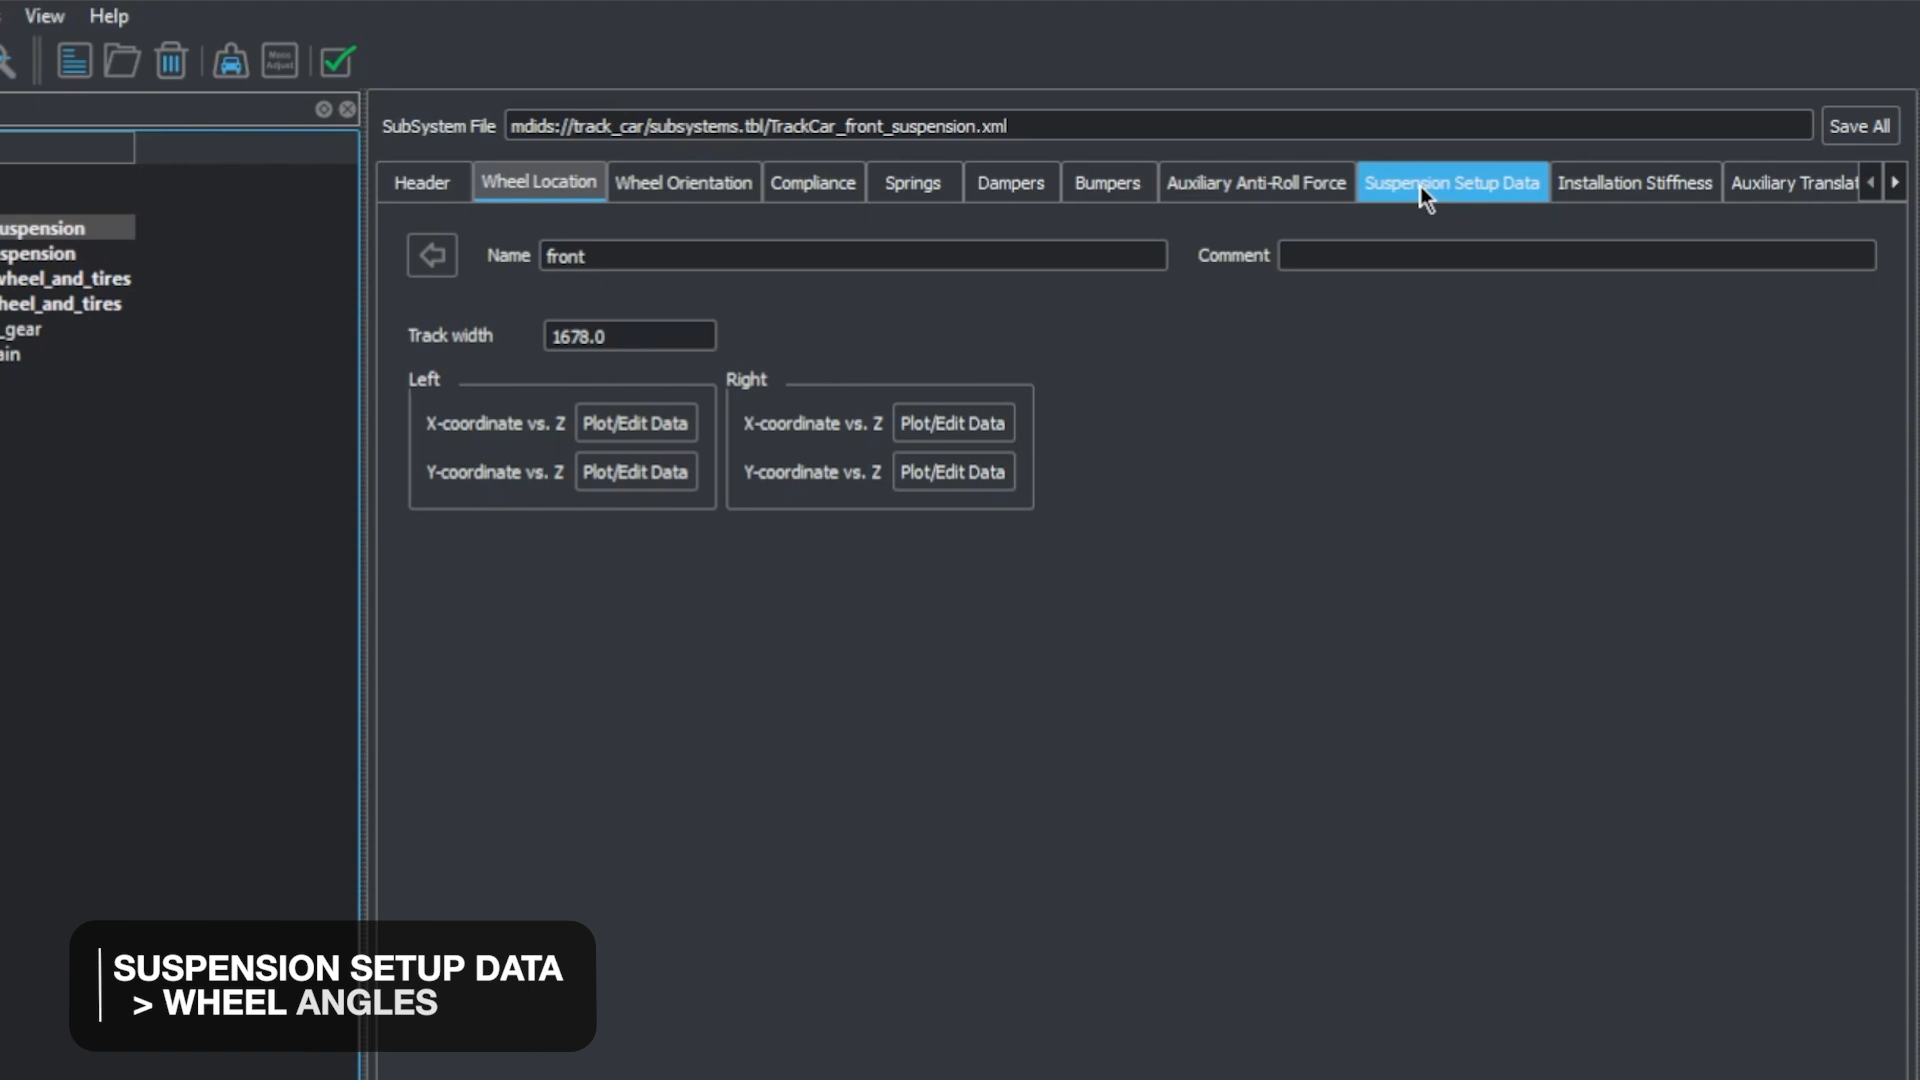 View Help
Mass
Adjust
SubSystem File mdids://track_car/subsystems.tbl/TrackCar_front_suspension.xml Save All
Header Wheel Location Wheel Orientation Compliance Springs Dampers Bumpers Auxiliary Anti-Roll Force Suspension Setup Data Installation Stiffness Auxiliary Translat
uspension
spension
wheel_and_tires
heel_and_tires
_gear
ain
Name front Comment
Track width 1678.0
Left Right
X-coordinate vs. Z Plot/Edit Data X-coordinate vs. Z Plot/Edit Data
Y-coordinate vs. Z Plot/Edit Data Y-coordinate vs. Z Plot/Edit Data
SUSPENSION SETUP DATA
> WHEEL ANGLES